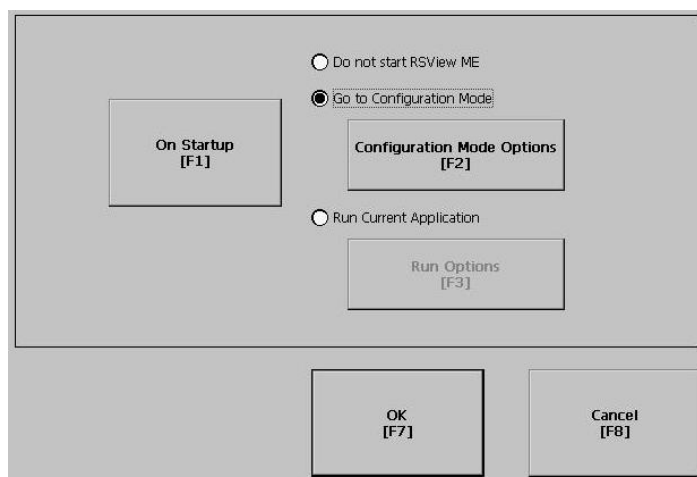 Do not start RSView ME
Go to Configuration Mode
On Startup
[F1]
Configuration Mode Options
[F2]
Run Current Application
Run Options
[F3]
OK
[F7]
Cancel
[F8]